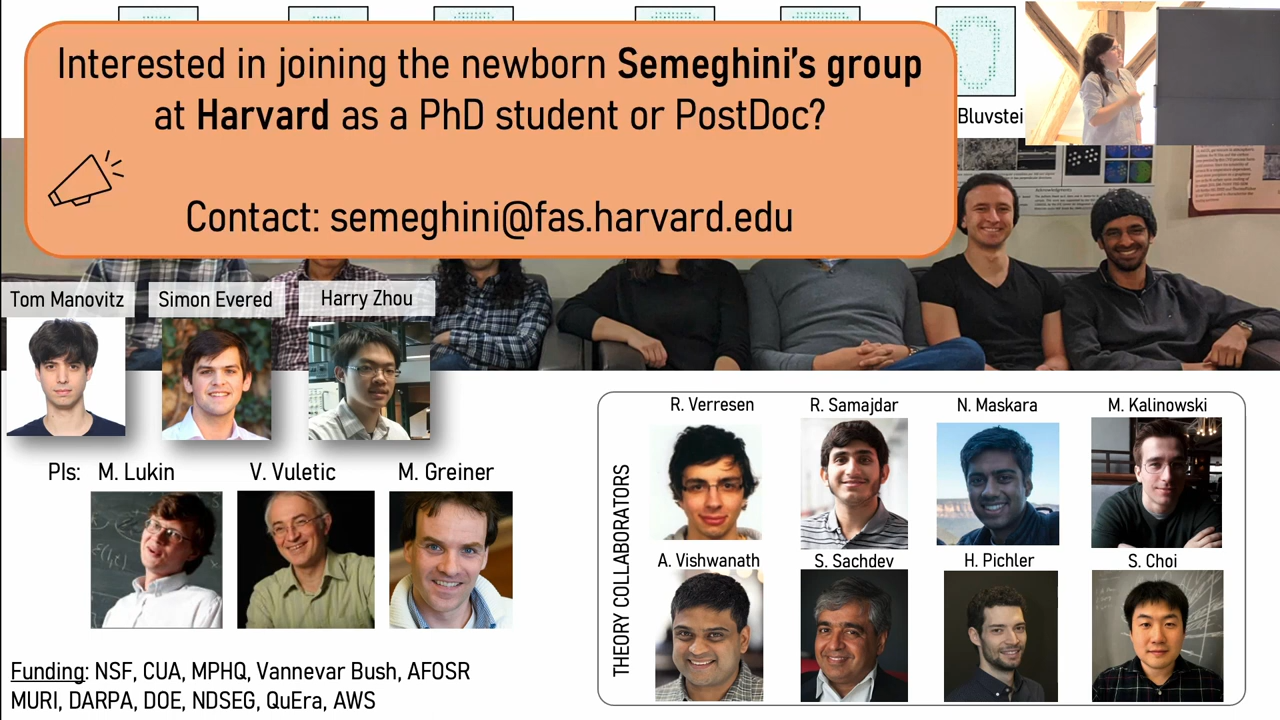 Interested in joining the newborn Semeghini's group
at Harvard as a PhD student or PostDoc?
Contact: semeghini@fas.harvard.edu
Bluvstei
Tom Manovitz
Simon Evered
Harry Zhou
PIs: M. Lukin
V. Vuletic
M. Greiner
Funding: NSF, CUA, MPHQ, Vannevar Bush, AFOSR
MURI, DARPA, DOE, NDSEG, QuEra, AWS
THEORY COLLABORATORS
R. Verresen
R. Samajdar
N. Maskara
M. Kalinowski
A. Vishwanath
S. Sachdev
H. Pichler
S. Choi